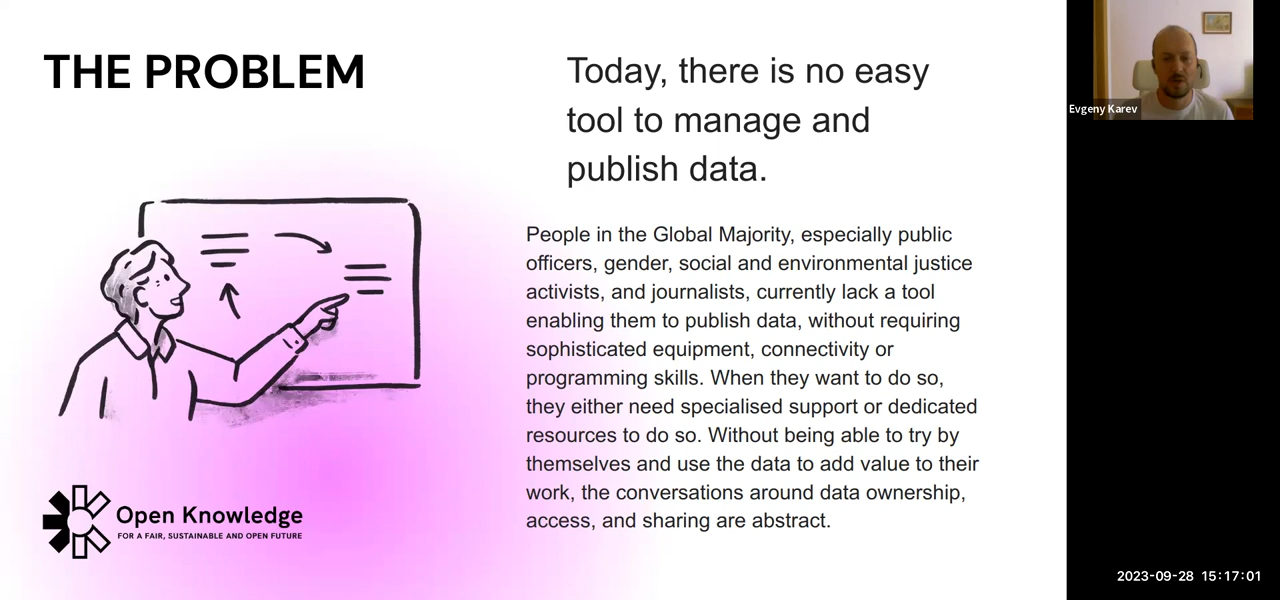 THE PROBLEM
Today, there is no easy
tool to manage and
publish data.
People in the Global Majority, especially public
officers, gender, social and environmental justice
activists, and journalists, currently lack a tool
enabling them to publish data, without requiring
sophisticated equipment, connectivity or
programming skills. When they want to do so,
they either need specialised support or dedicated
resources to do so. Without being able to try by
themselves and use the data to add value to their
work, the conversations around data ownership,
access, and sharing are abstract.
Open Knowledge
FOR A FAIR, SUSTAINABLE AND OPEN FUTURE
Evgeny Karev
2023-09-28 15:17:01